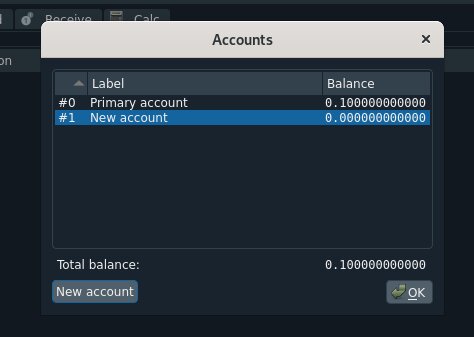 Receive Calc
Accounts
Label Balance
#0 Primary account 0.100000000000
#1 New account 0.000000000000
Total balance: 0.100000000000
New account OK